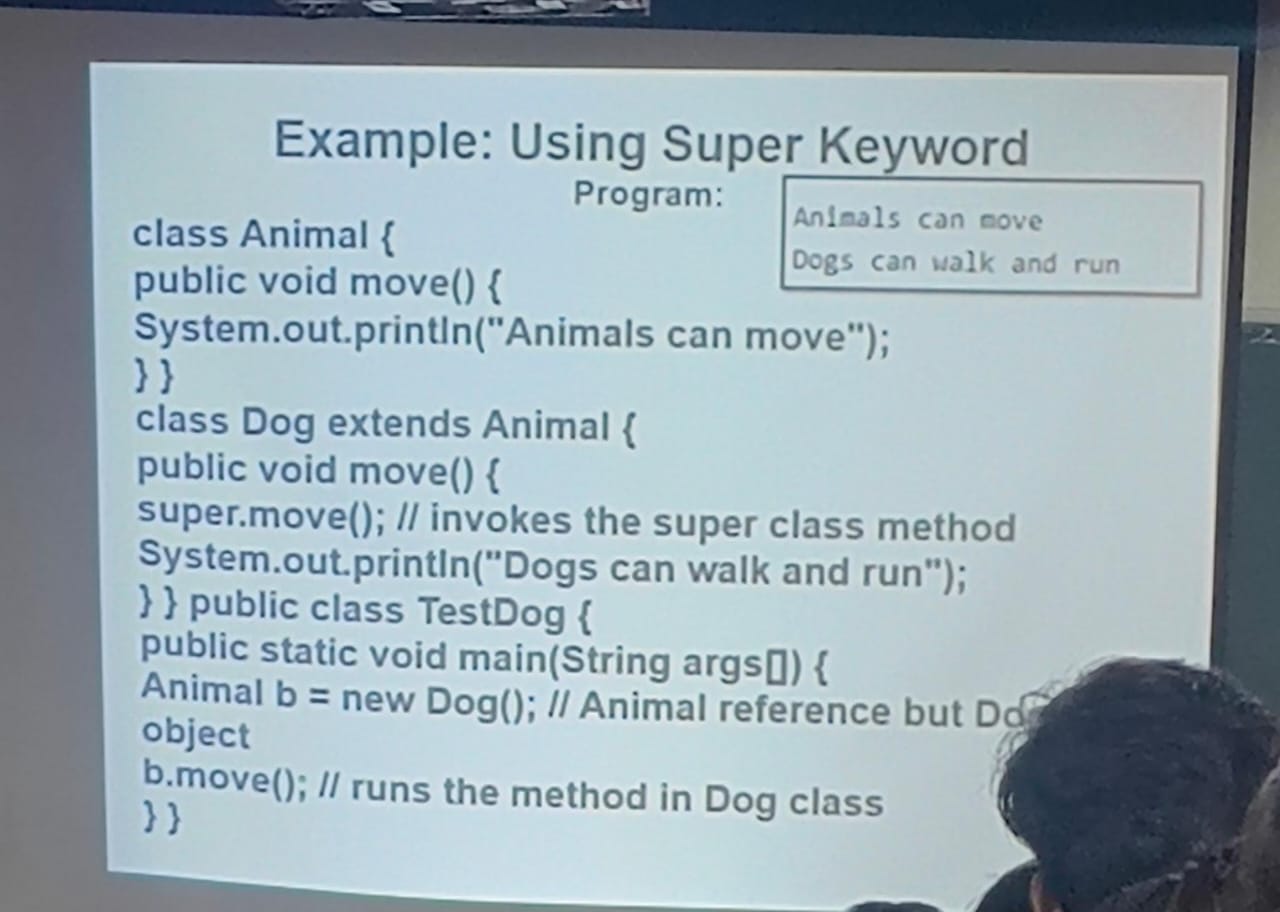 Example: Using Super Keyword
Program:
Animals can move
Dogs can walk and run
class Animal {
public void move() {
System.out.println("Animals can move");
} }
class Dog extends Animal {
public void move() {
super.move(); // invokes the super class method
System.out.println("Dogs can walk and run");
} } public class TestDog {
public static void main(String args[]) {
Animal b = new Dog(); // Animal reference but
object
b.move(); // runs the method in Dog class
} }